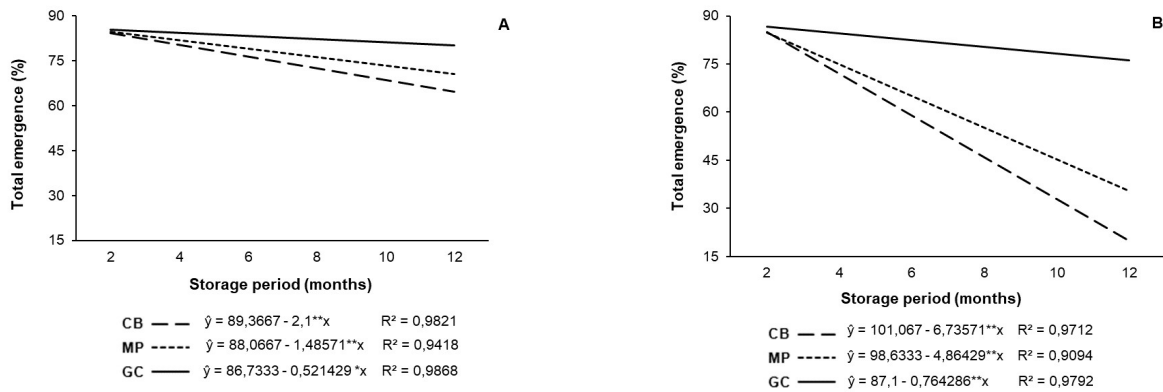 A
Total emergence (%)
90
75
60
45
30
15
2 4 6 8 10 12
Storage period (months)
CB ŷ = 89,3667 - 2,1**x R² = 0,9821
MP ŷ = 88,0667 - 1,48571**x R² = 0,9418
GC ŷ = 86,7333 - 0,521429 *x R² = 0,9868
B
Total emergence (%)
90
75
60
45
30
15
2 4 6 8 10 12
Storage period (months)
CB ŷ = 101,067 - 6,73571**x R² = 0,9712
MP ŷ = 98,6333 - 4,86429**x R² = 0,9094
GC ŷ = 87,1 - 0,764286**x R² = 0,9792